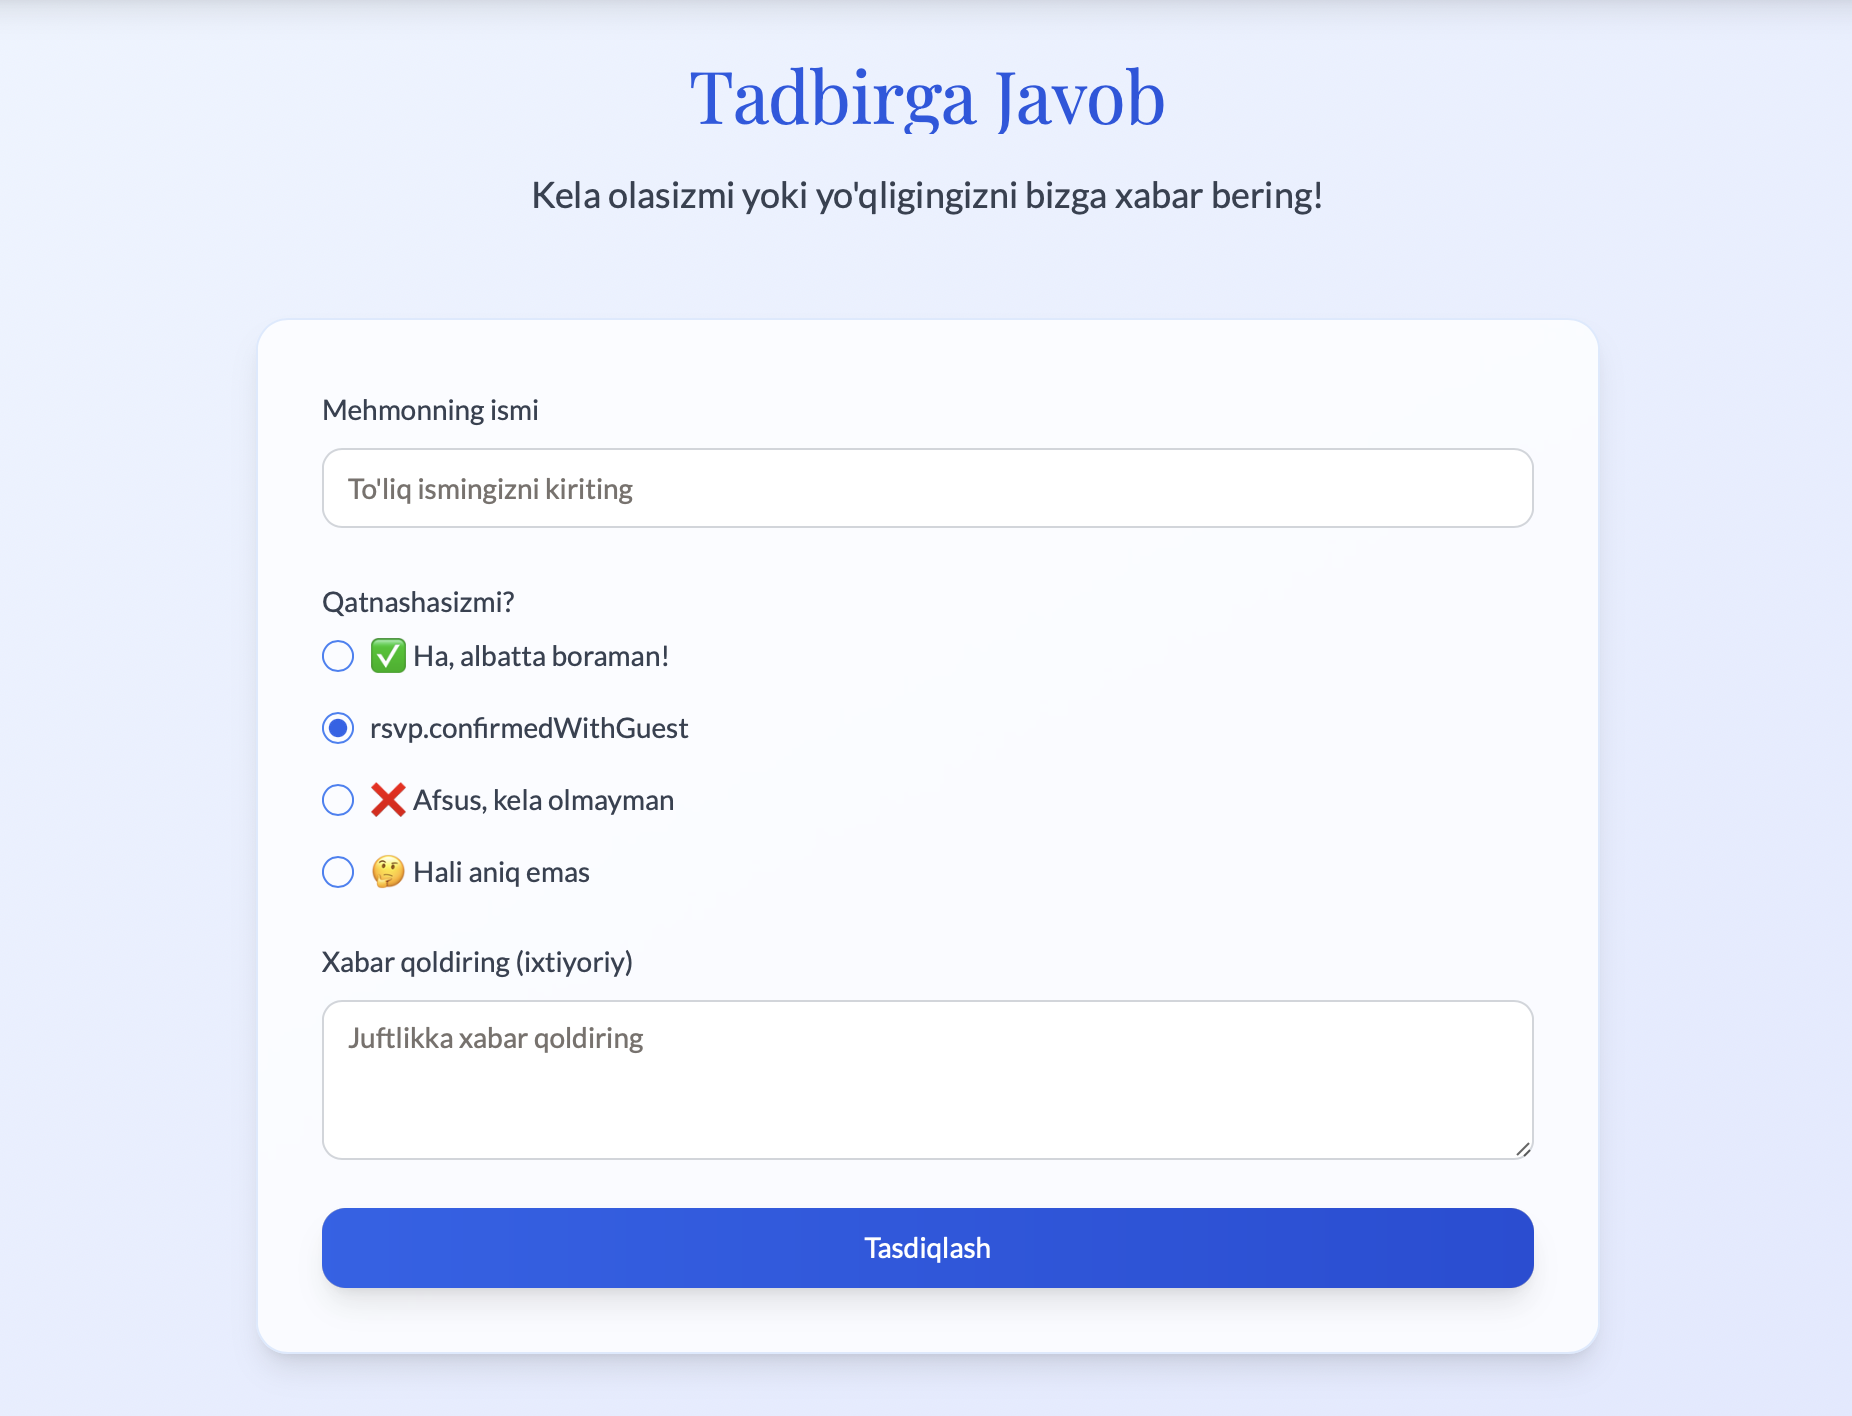 Tadbirga Javob
Kela olasizmi yoki yo'qligingizni bizga xabar bering!
Mehmonning ismi
To'liq ismingizni kiriting
Qatnashasizmi?
✅ Ha, albatta boraman!
rsvp.confirmedWithGuest
❌ Afsus, kela olmayman
🤔 Hali aniq emas
Xabar qoldiring (ixtiyoriy)
Juftlikka xabar qoldiring
Tasdiqlash